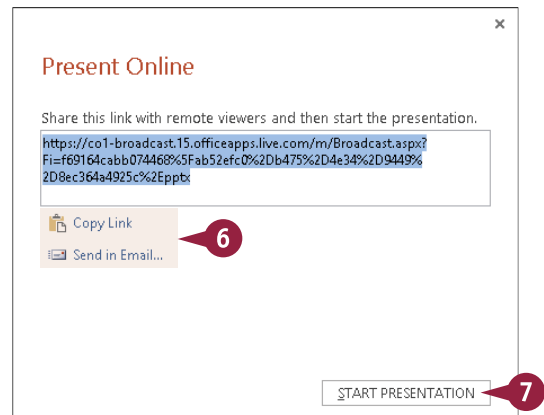 ×
Present Online
Share this link with remote viewers and then start the presentation.
https://co1-broadcast.15.officeapps.live.com/m/Broadcast.aspx?
Fi=f69164cabb074468%5Fab52efc0%2Db475%2D4e34%2D9449%
2D8ec364a4925c%2Epptx
Copy Link
6
Send in Email...
START PRESENTATION 7